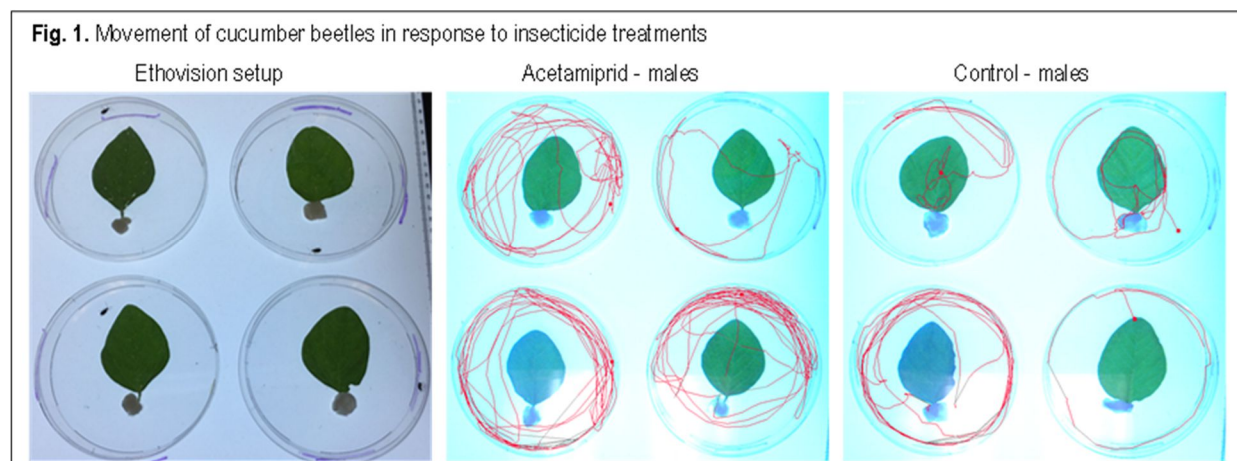 Fig. 1. Movement of cucumber beetles in response to insecticide treatments
Ethovision setup
Acetamiprid - males
Control - males